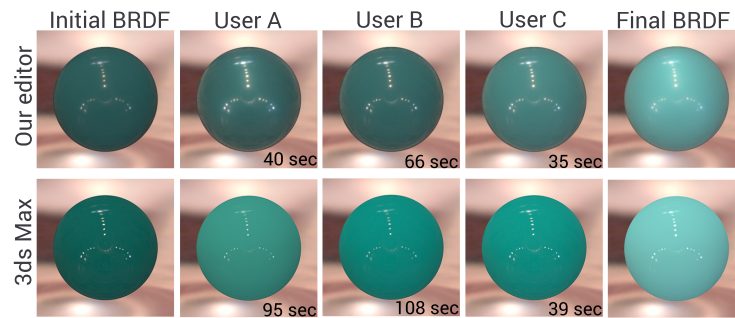 Initial BRDF User A User B User C Final BRDF
Our editor
40 sec 66 sec 35 sec
3ds Max
95 sec 108 sec 39 sec